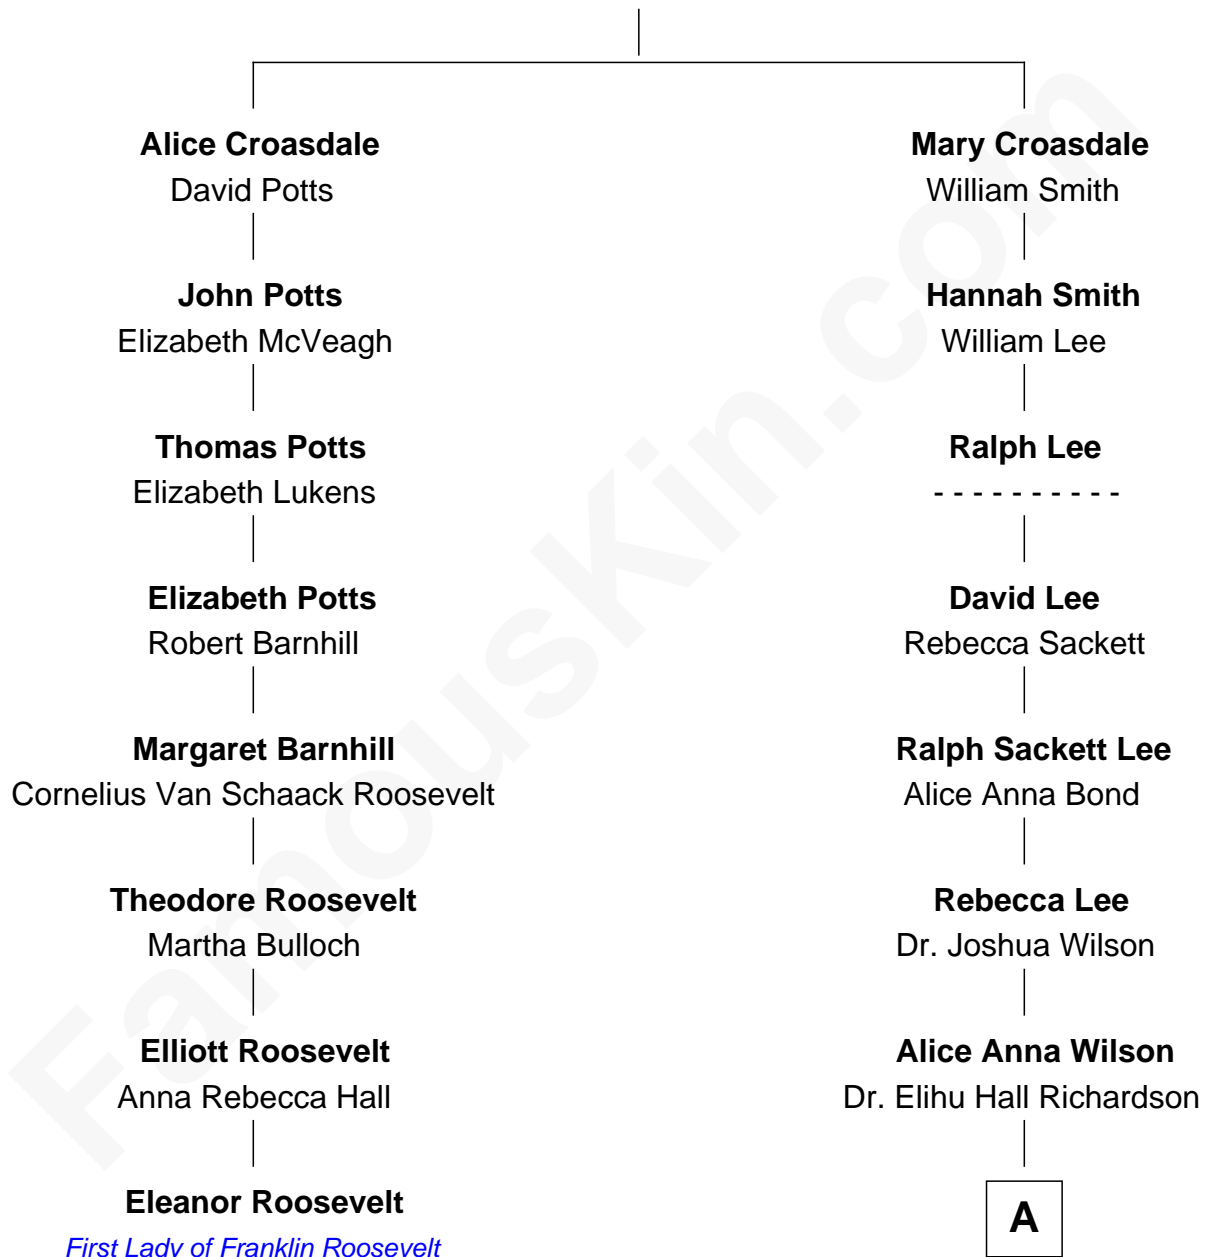 Alice Croasdale
David Potts
Mary Croasdale
William Smith
John Potts
Elizabeth McVeagh
Hannah Smith
William Lee
Thomas Potts
Elizabeth Lukens
Ralph Lee
- - - - - - - - - -
Elizabeth Potts
Robert Barnhill
David Lee
Rebecca Sackett
Margaret Barnhill
Cornelius Van Schaack Roosevelt
Ralph Sackett Lee
Alice Anna Bond
Theodore Roosevelt
Martha Bulloch
Rebecca Lee
Dr. Joshua Wilson
Elliott Roosevelt
Anna Rebecca Hall
Alice Anna Wilson
Dr. Elihu Hall Richardson
Eleanor Roosevelt
First Lady of Franklin Roosevelt
A
FamousKin.com